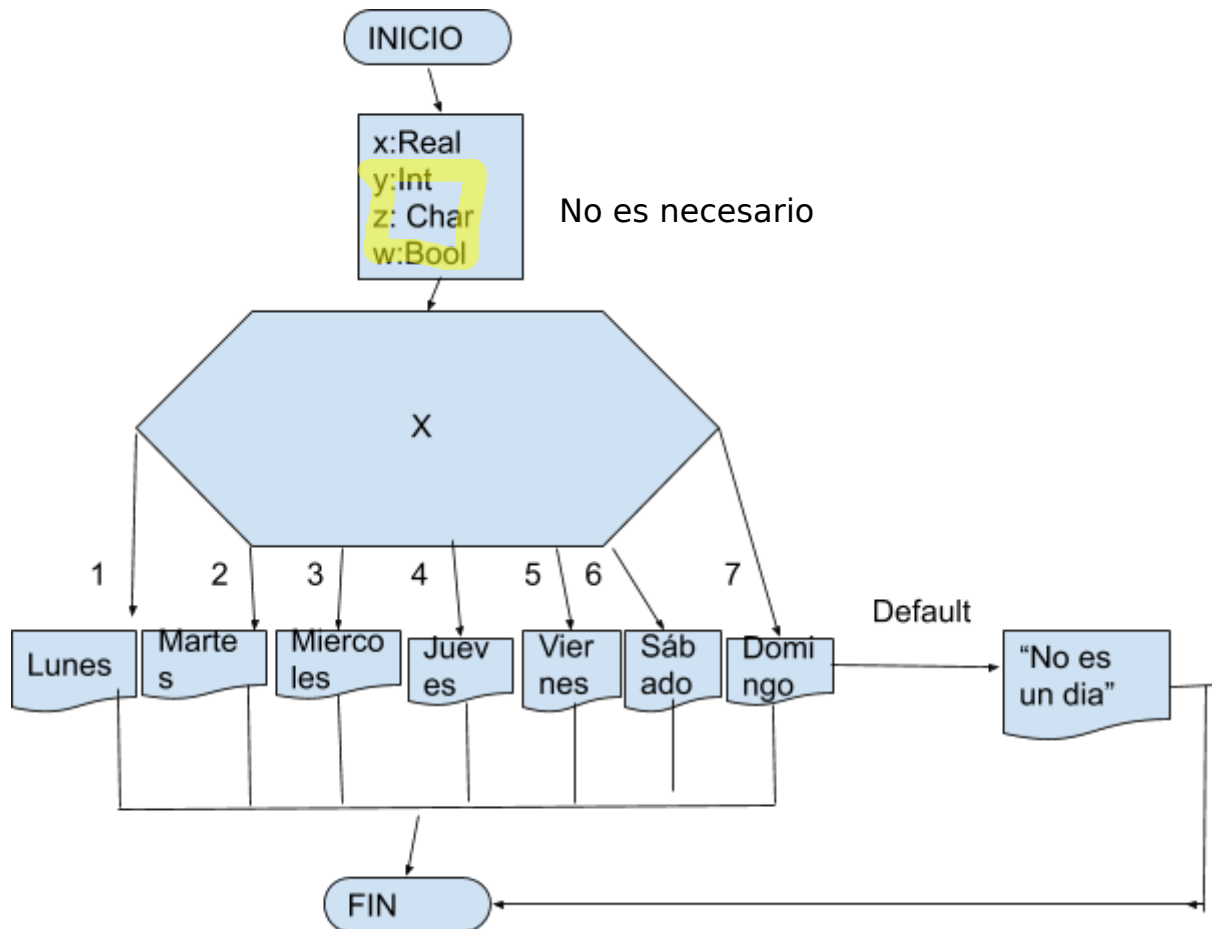 INICIO
x:Real
y:Int
z: Char
w:Bool
No es necesario
X
1
2
3
4
5
6
7
Default
Lunes
Marte
s
Mierco
les
Juev
es
Vier
nes
Sáb
ado
Domi
ngo
“No es
un dia”
FIN